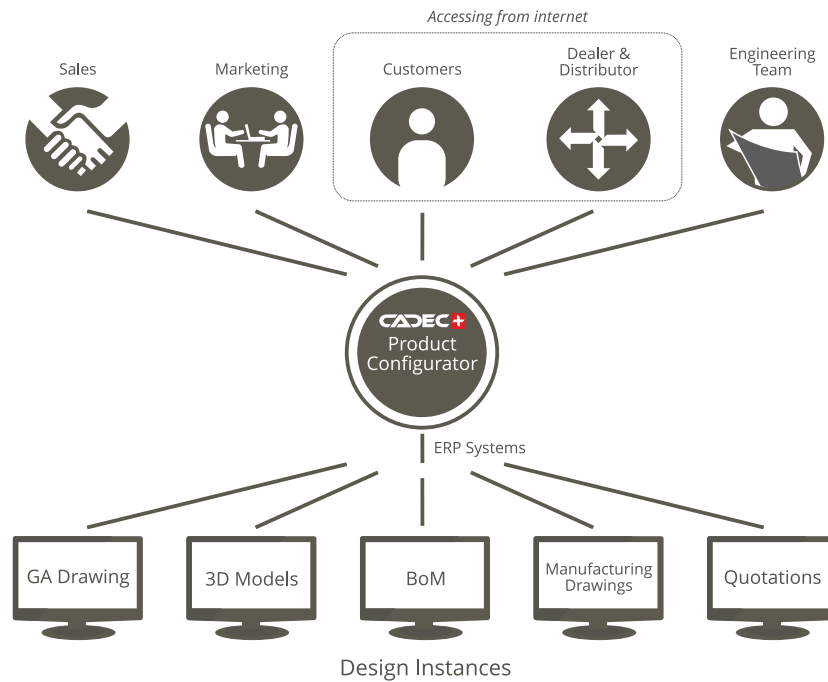 Accessing from internet
Sales
Marketing
Customers
Dealer &
Distributor
Engineering
Team
CADEC+
Product
Configurator
ERP Systems
GA Drawing
3D Models
BoM
Manufacturing
Drawings
Quotations
Design Instances